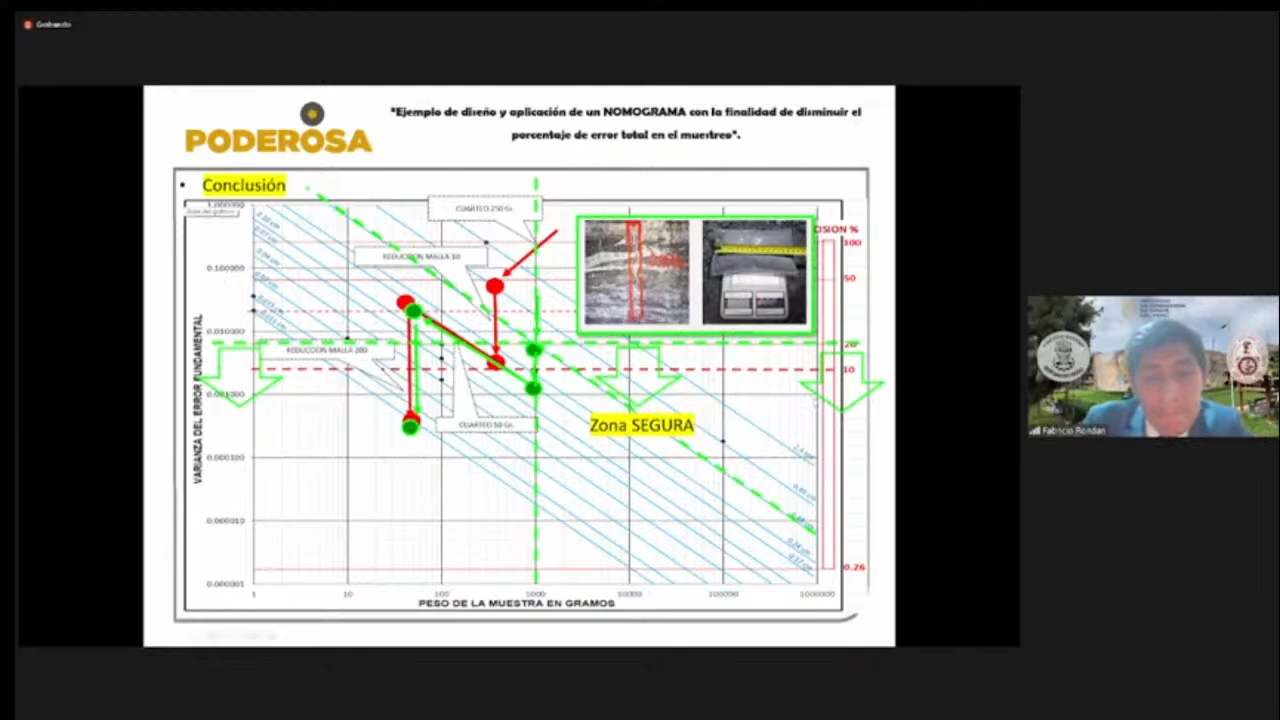 Grabando
PODEROSA
"Ejemplo de diseño y aplicación de un NOMOGRAMA con la finalidad de disminuir el
porcentaje de error total en el muestreo".
• Conclusión
CUARTEO 250 Gr.
REDUCCION MALLA 10
REDUCCION MALLA 200
CUARTEO 50 Gr.
CISION %
100
50
10
0.26
Zona SEGURA
VARIANZA DEL ERROR FUNDAMENTAL
1.000000
0.100000
0.010000
0.001000
0.000100
0.000010
0.000001
1
10
100
1000
10000
100000
1000000
PESO DE LA MUESTRA EN GRAMOS
Fabricio Rondan